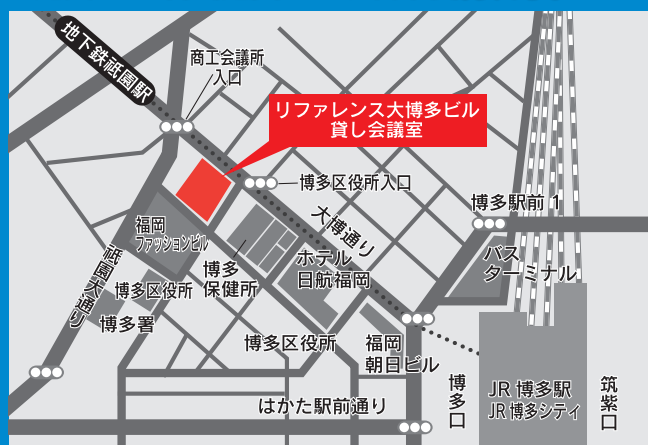 地下鉄祇園駅
商工会議所
入口
リファレンス大博多ビル
貸し会議室
博多区役所入口
博多駅前1
大博通り
福岡
ファッションビル
祇園大通り
博多
保健所
ホテル
日航福岡
バス
ターミナル
博多区役所
博多署
博多区役所
福岡
朝日ビル
博多口
JR 博多駅
JR 博多シティ
筑紫口
はかた駅前通り